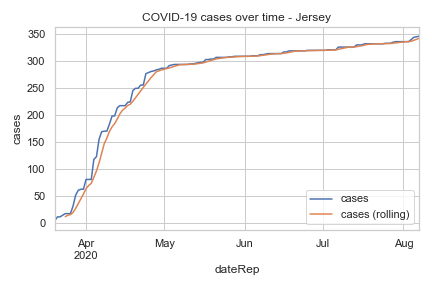 COVID-19 cases over time - Jersey
350
300
250
200
150
100
50
0
cases
cases
cases (rolling)
Apr
2020
May
Jun
Jul
Aug
dateRep